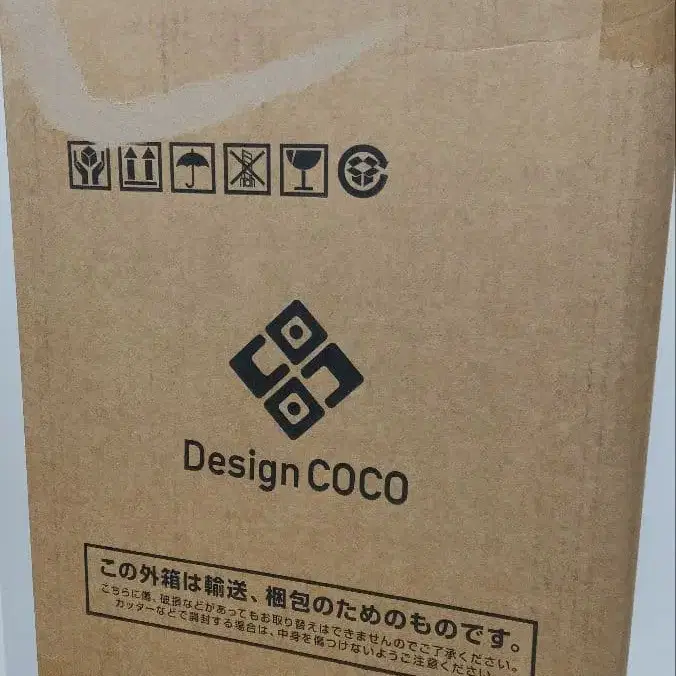 Design COCO
この外箱は輸送、梱包のためのものです。
こちらに傷、破損などがあってもお取り替えはできませんのでご了承ください。
カッターなどで開封する場合は、中身を傷つけないようご注意ください。